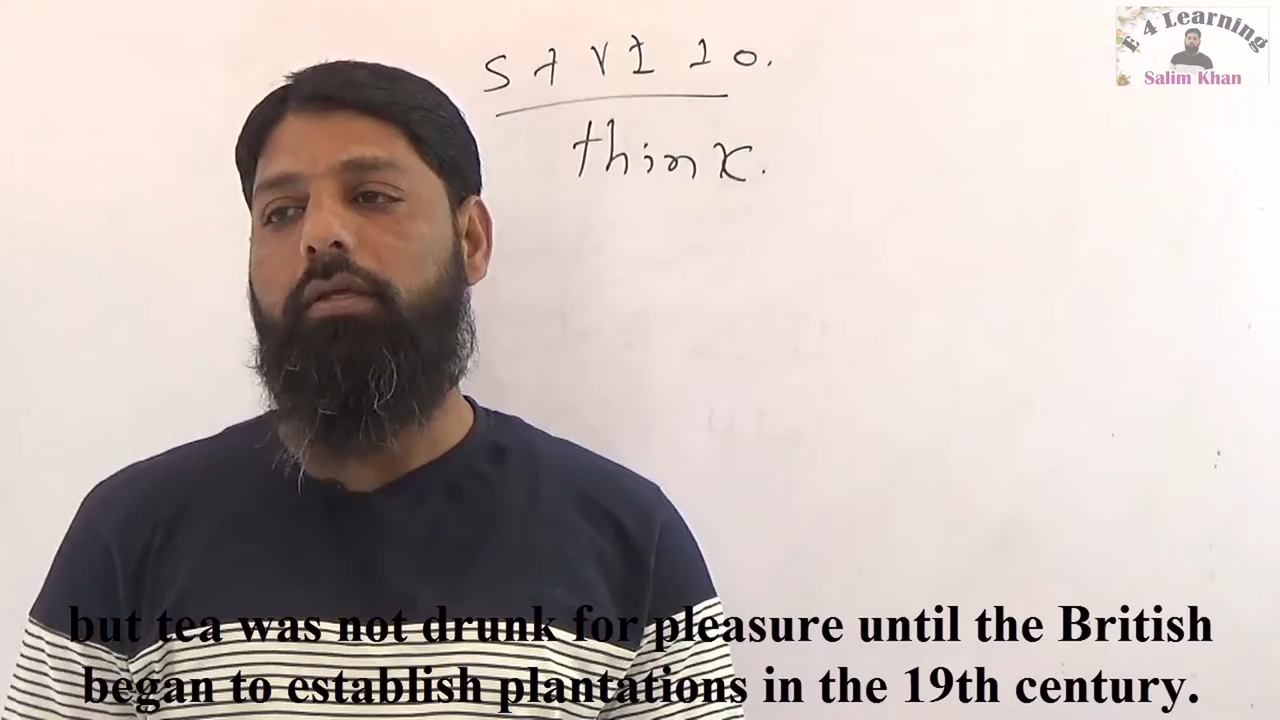 think.
E 4 Learning
Salim Khan
but tea was not drunk for pleasure until the British
began to establish plantations in the 19th century.